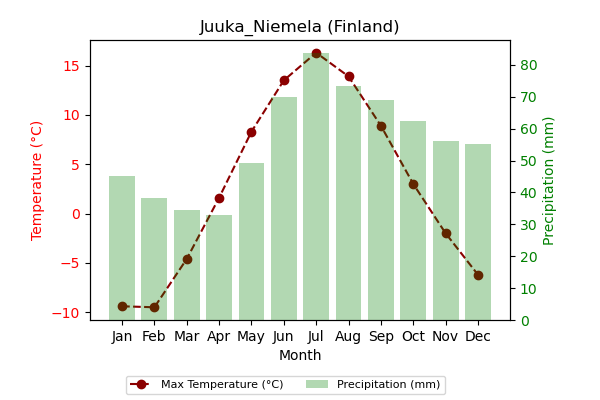 Juuka_Niemela (Finland)
Temperature (°C)
15
10
5
0
−5
−10
80
70
60
50
40
30
20
10
0
Precipitation (mm)
Jan Feb Mar Apr May Jun Jul Aug Sep Oct Nov Dec
Month
Max Temperature (°C) Precipitation (mm)